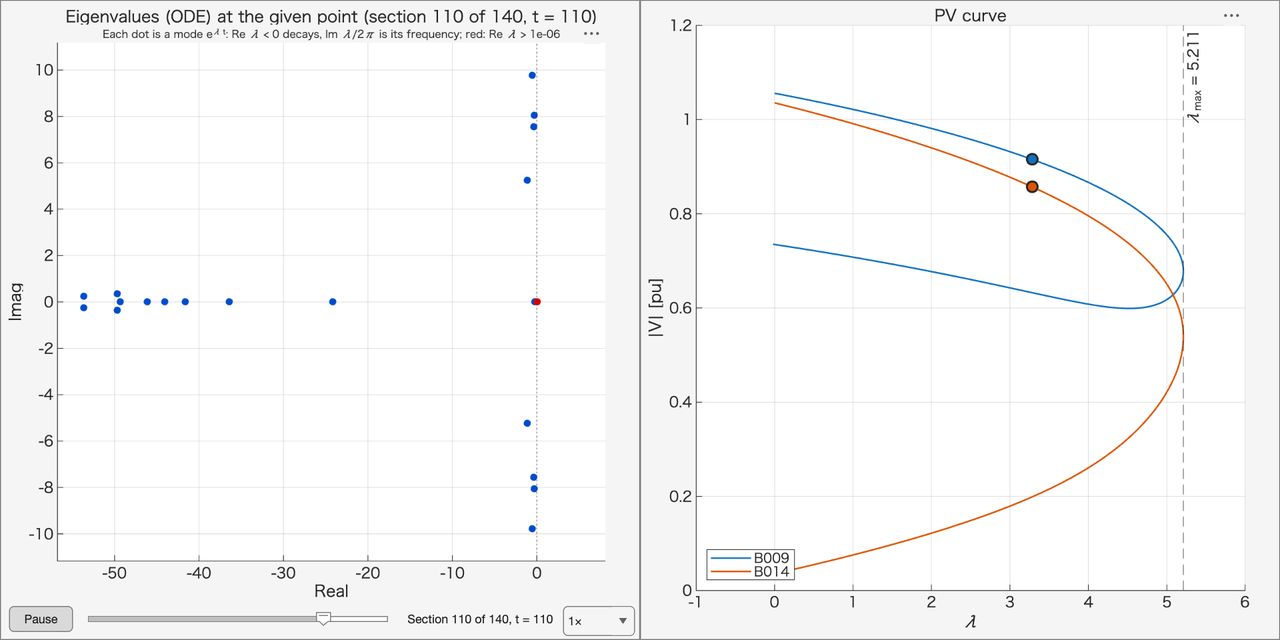 Eigenvalues (ODE) at the given point (section 110 of 140, t = 110)
Each dot is a mode e^λt: Re λ < 0 decays, Im λ/2π is its frequency; red: Re λ > 1e-06
10
8
6
4
2
0
-2
-4
-6
-8
-10
Imag
-50
-40
-30
-20
-10
0
Real
Pause
Section 110 of 140, t = 110
1×
PV curve
1.2
1
0.8
0.6
0.4
0.2
0
|V| [pu]
λmax = 5.211
B009
B014
-1
0
1
2
3
4
5
6
λ